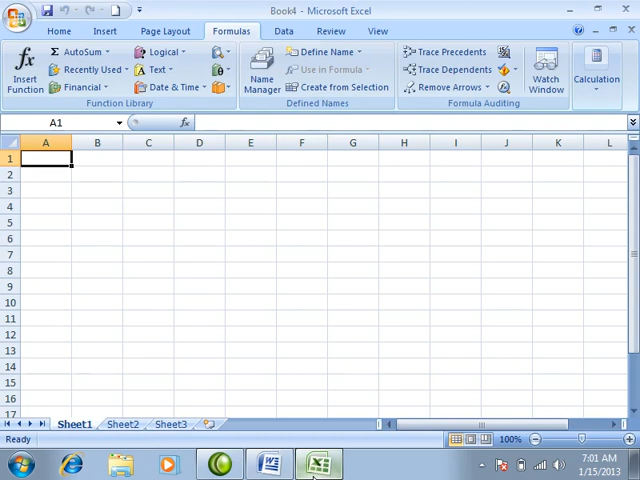 Book4 - Microsoft Excel
Home Insert Page Layout Formulas Data Review View
fx Insert Function
Σ AutoSum
Recently Used
Financial
Logical
Text
Date & Time
Function Library
Name Manager
Define Name
Use in Formula
Create from Selection
Defined Names
Trace Precedents
Trace Dependents
Remove Arrows
Watch Window
Formula Auditing
Calculation
A1 fx
A B C D E F G H I J K L
1
2
3
4
5
6
7
8
9
10
11
12
13
14
15
16
17
Sheet1 Sheet2 Sheet3
Ready 100%
7:01 AM
1/15/2013